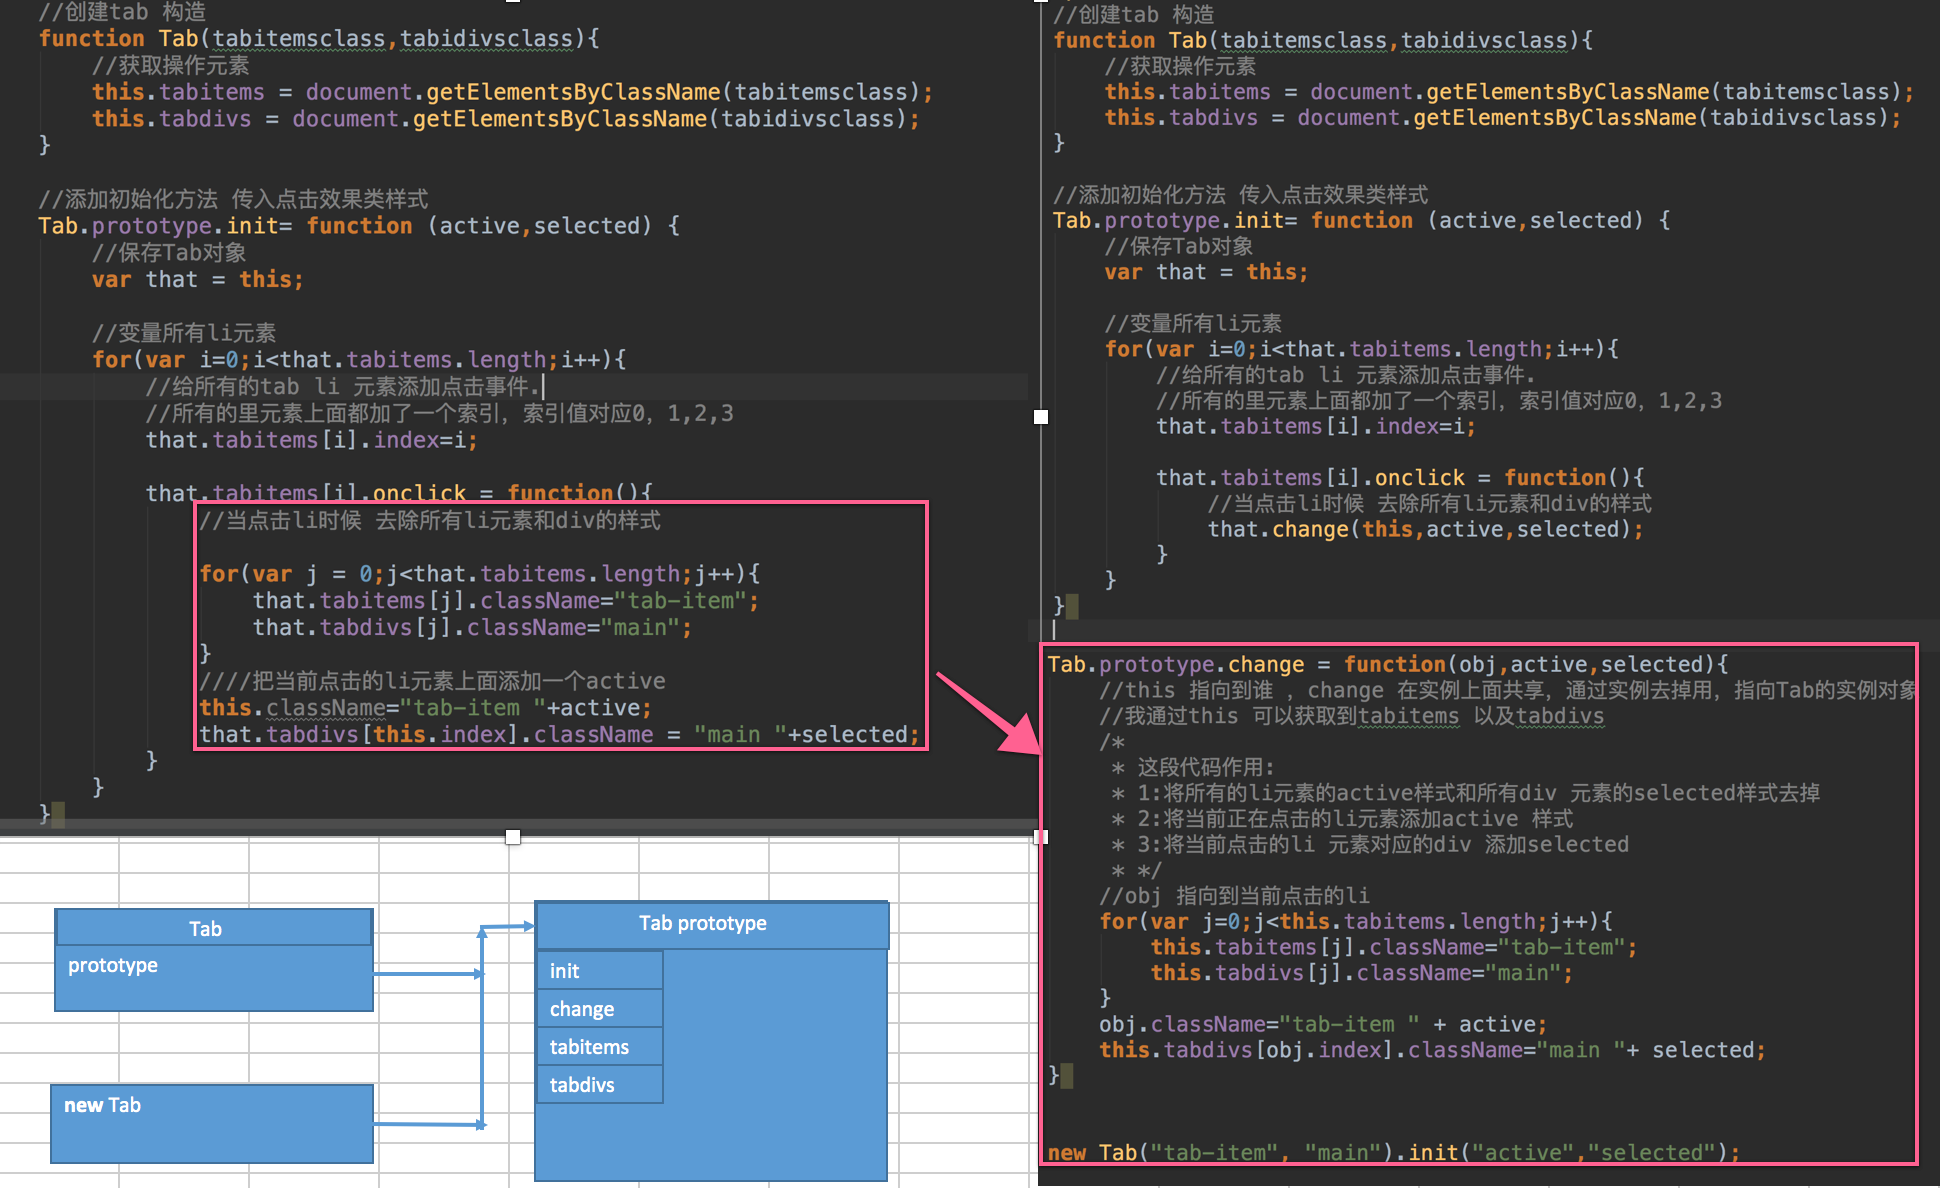 //创建tab 构造
function Tab(tabitemsclass,tabidivsclass){
//获取操作元素
this.tabitems = document.getElementsByClassName(tabitemsclass);
this.tabdivs = document.getElementsByClassName(tabidivsclass);
}
//添加初始化方法 传入点击效果类样式
Tab.prototype.init= function (active,selected) {
//保存Tab对象
var that = this;
//变量所有li元素
for(var i=0;i<that.tabitems.length;i++){
//给所有的tab li 元素添加点击事件.
//所有的里元素上面都加了一个索引，索引值对应0，1,2,3
that.tabitems[i].index=i;
that.tabitems[i].onclick = function(){
//当点击li时候 去除所有li元素和div的样式
for(var j = 0;j<that.tabitems.length;j++){
that.tabitems[j].className="tab-item";
that.tabdivs[j].className="main";
}
////把当前点击的li元素上面添加一个active
this.className="tab-item "+active;
that.tabdivs[this.index].className = "main "+selected;
}
}
}
Tab
prototype
new Tab
Tab prototype
init
change
tabitems
tabdivs
//创建tab 构造
function Tab(tabitemsclass,tabidivsclass){
//获取操作元素
this.tabitems = document.getElementsByClassName(tabitemsclass);
this.tabdivs = document.getElementsByClassName(tabidivsclass);
}
//添加初始化方法 传入点击效果类样式
Tab.prototype.init= function (active,selected) {
//保存Tab对象
var that = this;
//变量所有li元素
for(var i=0;i<that.tabitems.length;i++){
//给所有的tab li 元素添加点击事件.
//所有的里元素上面都加了一个索引，索引值对应0，1,2,3
that.tabitems[i].index=i;
that.tabitems[i].onclick = function(){
//当点击li时候 去除所有li元素和div的样式
that.change(this,active,selected);
}
}
}
Tab.prototype.change = function(obj,active,selected){
//this 指向到谁 ，change 在实例上面共享，通过实例去掉用，指向Tab的实例对象
//我通过this 可以获取到tabitems 以及tabdivs
/*
* 这段代码作用:
* 1:将所有的li元素的active样式和所有div 元素的selected样式去掉
* 2:将当前正在点击的li元素添加active 样式
* 3:将当前点击的li 元素对应的div 添加selected
* */
//obj 指向到当前点击的li
for(var j=0;j<this.tabitems.length;j++){
this.tabitems[j].className="tab-item";
this.tabdivs[j].className="main";
}
obj.className="tab-item " + active;
this.tabdivs[obj.index].className="main "+ selected;
}
new Tab("tab-item", "main").init("active","selected");